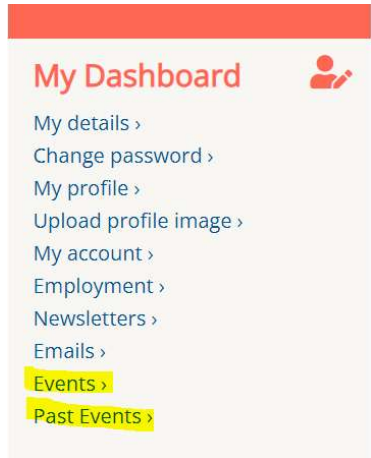 My Dashboard
My details ›
Change password ›
My profile ›
Upload profile image ›
My account ›
Employment ›
Newsletters ›
Emails ›
Events ›
Past Events ›